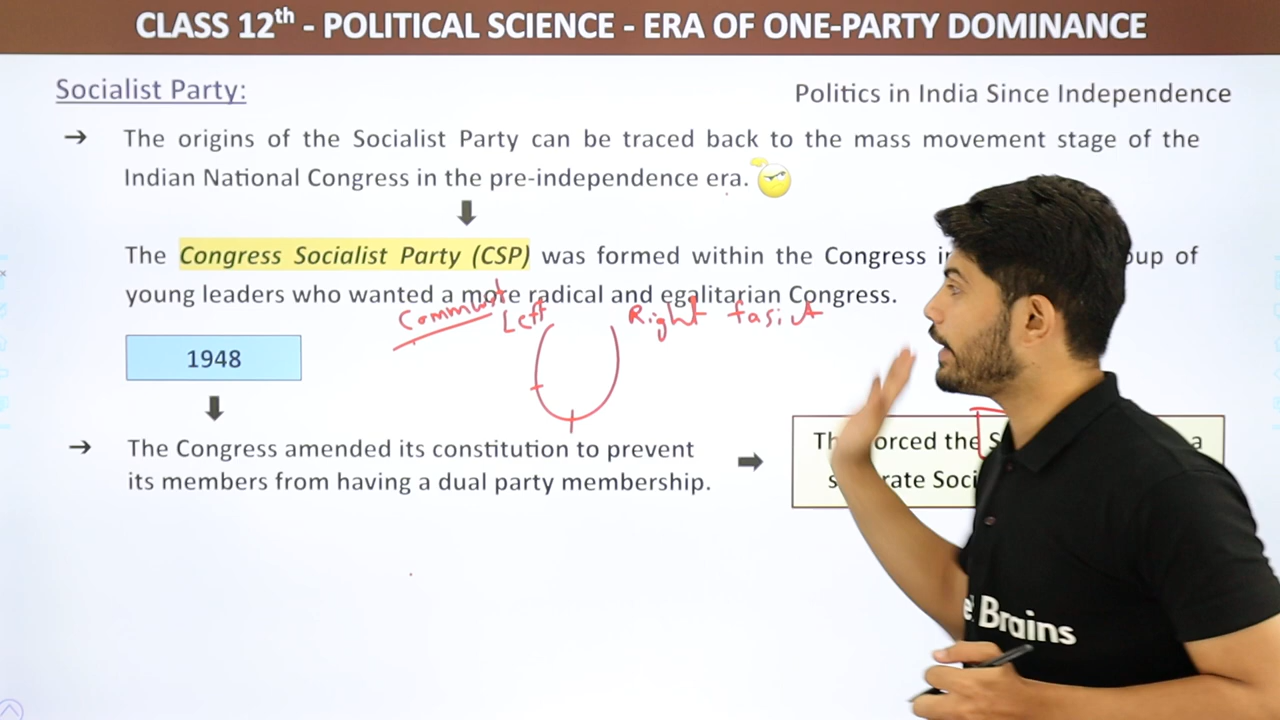 CLASS 12th - POLITICAL SCIENCE - ERA OF ONE-PARTY DOMINANCE
Socialist Party:
Politics in India Since Independence
→ The origins of the Socialist Party can be traced back to the mass movement stage of the
Indian National Congress in the pre-independence era.
The Congress Socialist Party (CSP) was formed within the Congress of
young leaders who wanted a more radical and egalitarian Congress.
Left
Right fasist
1948
→ The Congress amended its constitution to prevent
its members from having a dual party membership.
the a
Brains